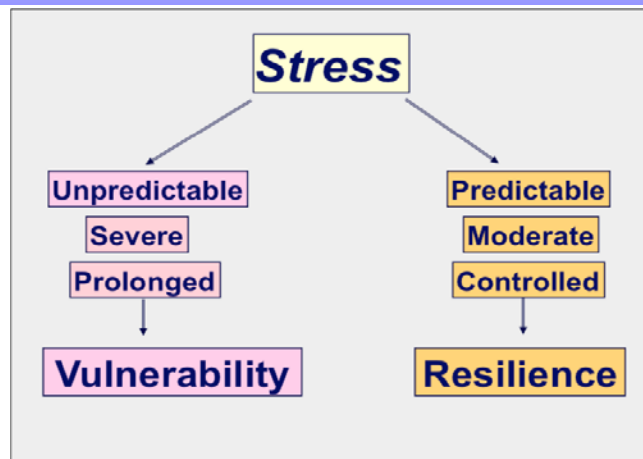 Stress
Unpredictable
Severe
Prolonged
Vulnerability
Predictable
Moderate
Controlled
Resilience